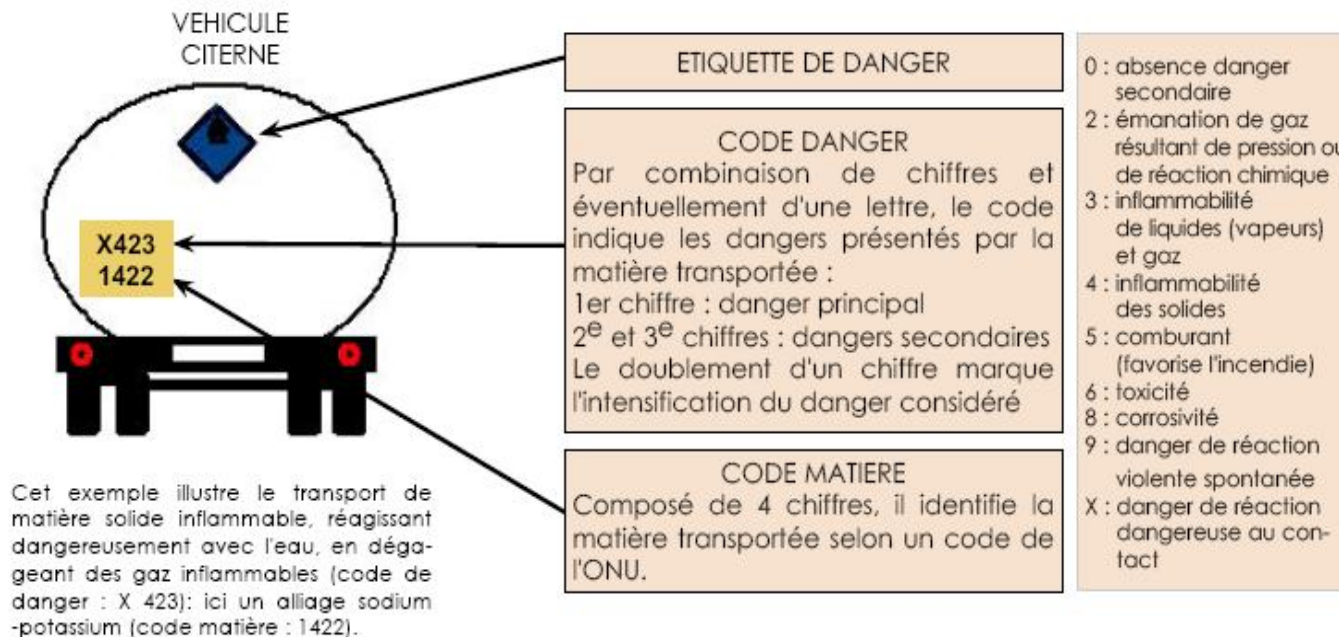 VEHICULE
CITERNE
X423
1422
Cet exemple illustre le transport de
matière solide inflammable, réagissant
dangereusement avec l'eau, en déga-
geant des gaz inflammables (code de
danger : X 423): ici un alliage sodium
-potassium (code matière : 1422).
ETIQUETTE DE DANGER
CODE DANGER
Par combinaison de chiffres et
éventuellement d'une lettre, le code
indique les dangers présentés par la
matière transportée :
1er chiffre : danger principal
2e et 3e chiffres : dangers secondaires
Le doublement d'un chiffre marque
l'intensification du danger considéré
CODE MATIERE
Composé de 4 chiffres, il identifie la
matière transportée selon un code de
l'ONU.
0 : absence danger
secondaire
2 : émanation de gaz
résultant de pression ou
de réaction chimique
3 : inflammabilité
de liquides (vapeurs)
et gaz
4 : inflammabilité
des solides
5 : comburant
(favorise l'incendie)
6 : toxicité
8 : corrosivité
9 : danger de réaction
violente spontanée
X : danger de réaction
dangereuse au con-
tact